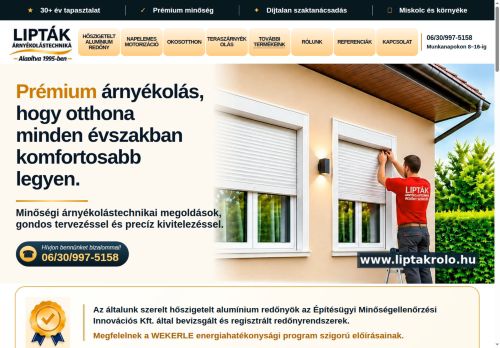 ★ 30+ év tapasztalat
✓ Prémium minőség
✦ Díjtalan szaktanácsadás
Miskolc és környéke
LIPTÁK
ÁRNYÉKOLÁSTECHNIKA
Alapítva 1995-ben
HŐSZIGETELT
ALUMÍNIUM
REDŐNY
NAPELEMES
MOTORIZÁCIÓ
OKOSOTTHON
TERASZÁRNYÉK
OLÁS
TOVÁBBI
TERMÉKEINK
RÓLUNK
REFERENCIÁK
KAPCSOLAT
06/30/997-5158
Munkanapokon 8–16-ig
Prémium árnyékolás,
hogy otthona
minden évszakban
komfortosabb
legyen.
Minőségi árnyékolástechnikai megoldások,
gondos tervezéssel és precíz kivitelezéssel.
Hívjon bennünket bizalommal!
06/30/997-5158
LIPTÁK
ÁRNYÉKOLÁSTECHNIKA
www.liptakrolo.hu
Az általunk szerelt hőszigetelt alumínium redőnyök az Építésügyi Minőségellenőrzési
Innovációs Kft. által bevizsgált és regisztrált redőnyrendszerek.
Megfelelnek a WEKERLE energiahatékonysági program szigorú előírásainak.